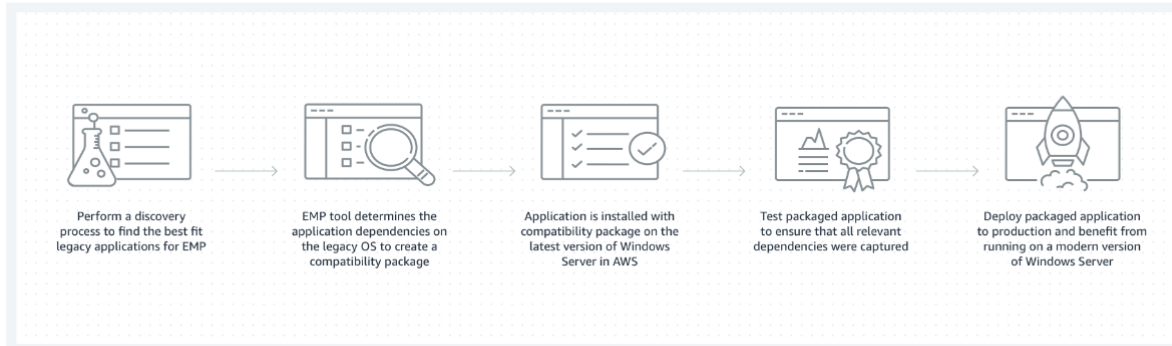 Perform a discovery
process to find the best fit
legacy applications for EMP
EMP tool determines the
application dependencies on
the legacy OS to create a
compatibility package
Application is installed with
compatibility package on the
latest version of Windows
Server in AWS
Test packaged application
to ensure that all relevant
dependencies were captured
Deploy packaged application
to production and benefit from
running on a modern version
of Windows Server